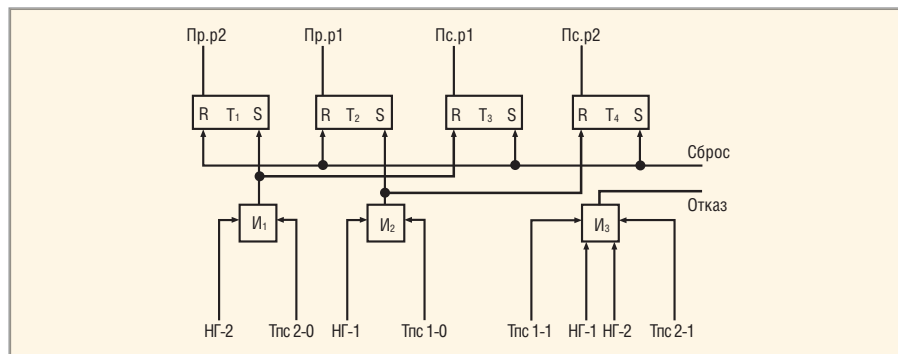 Пр.р2 Пр.р1 Пс.р1 Пс.р2
R T₁ S R T₂ S R T₃ S R T₄ S
Сброс
Отказ
И₁ И₂ И₃
НГ-2 Тпс 2-0 НГ-1 Тпс 1-0 Тпс 1-1 НГ-1 НГ-2 Тпс 2-1